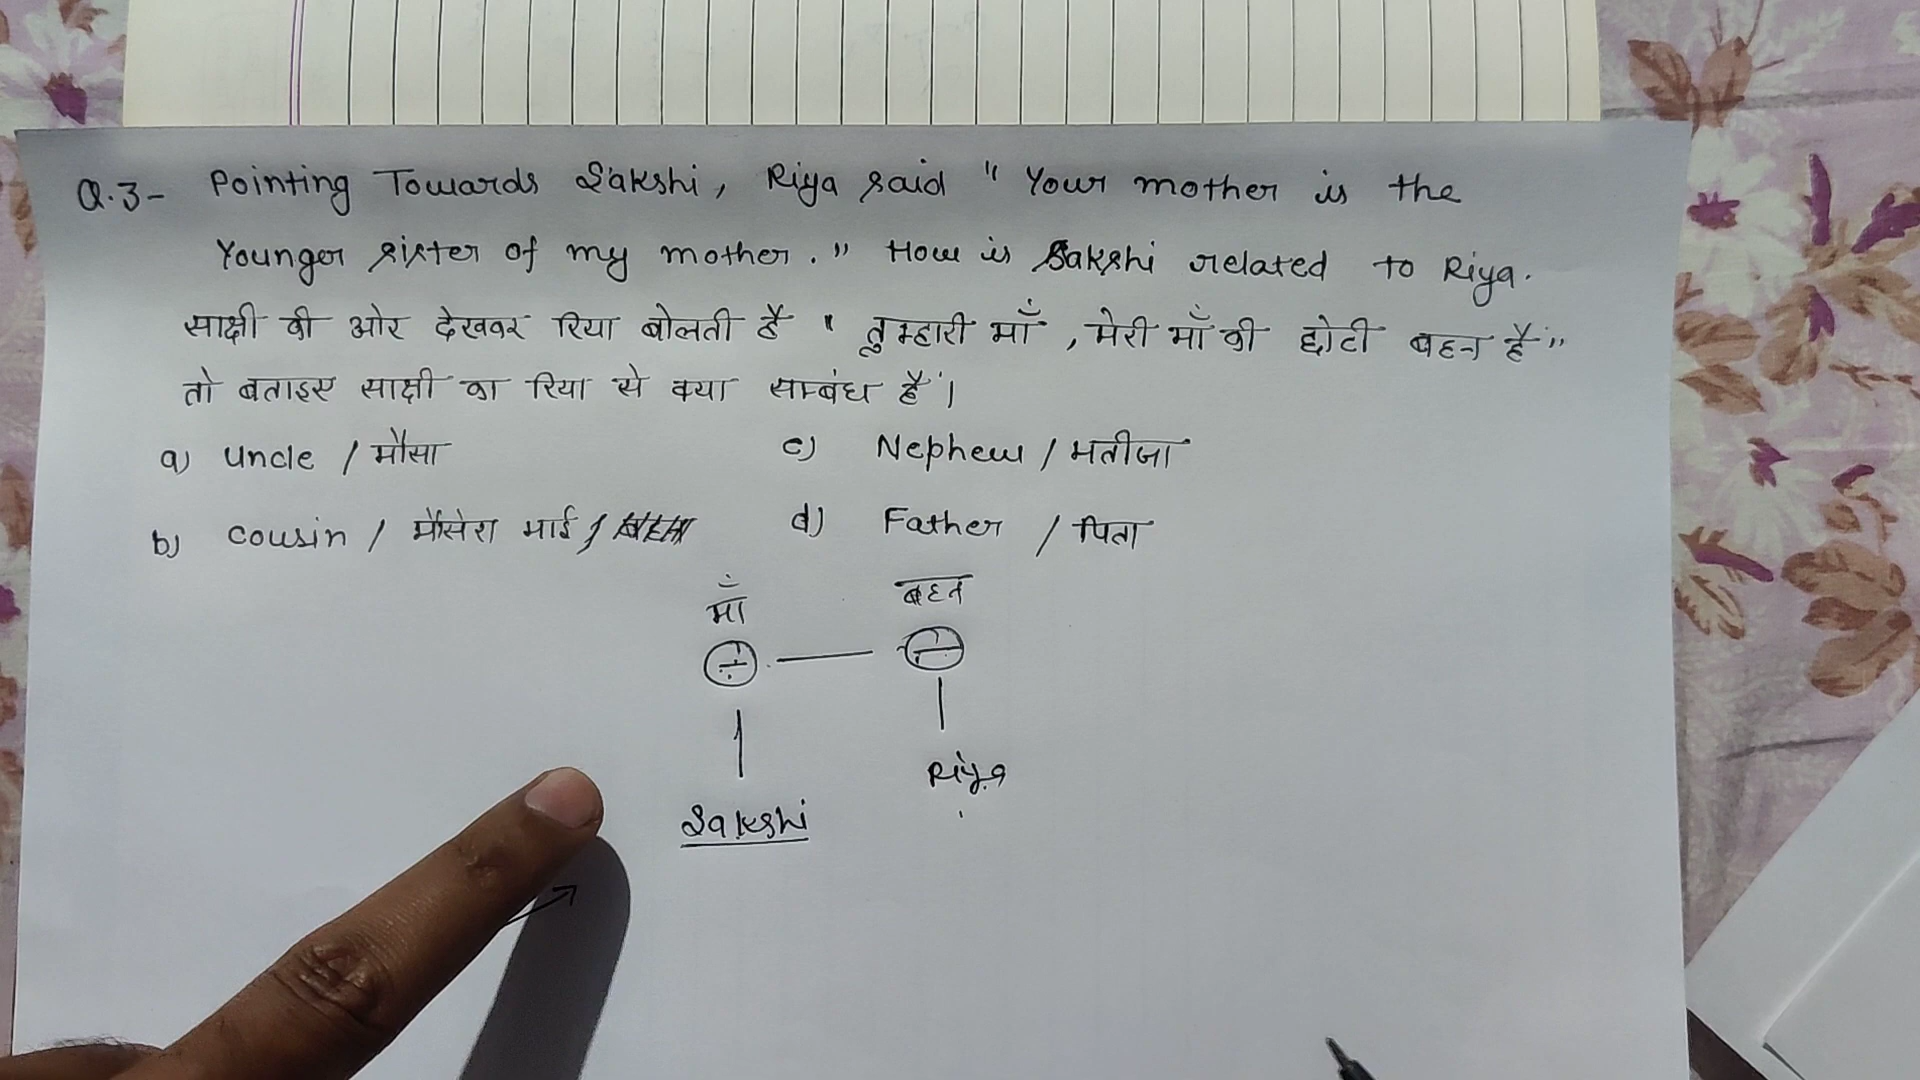 Q.3- Pointing Towards Sakshi, Riya said " Your mother is the
Younger sister of my mother." How is Sakshi related to Riya.
साक्षी की ओर देखकर रिया बोलती है " तुम्हारी माँ , मेरी माँ की छोटी बहन है"
तो बताइए साक्षी का रिया से क्या सम्बंध है।
a) Uncle / मौसा
c) Nephew / भतीजा
b) Cousin / मौसेरा भाई /
d) Father / पिता
माँ
बहन
Riya
Sakshi